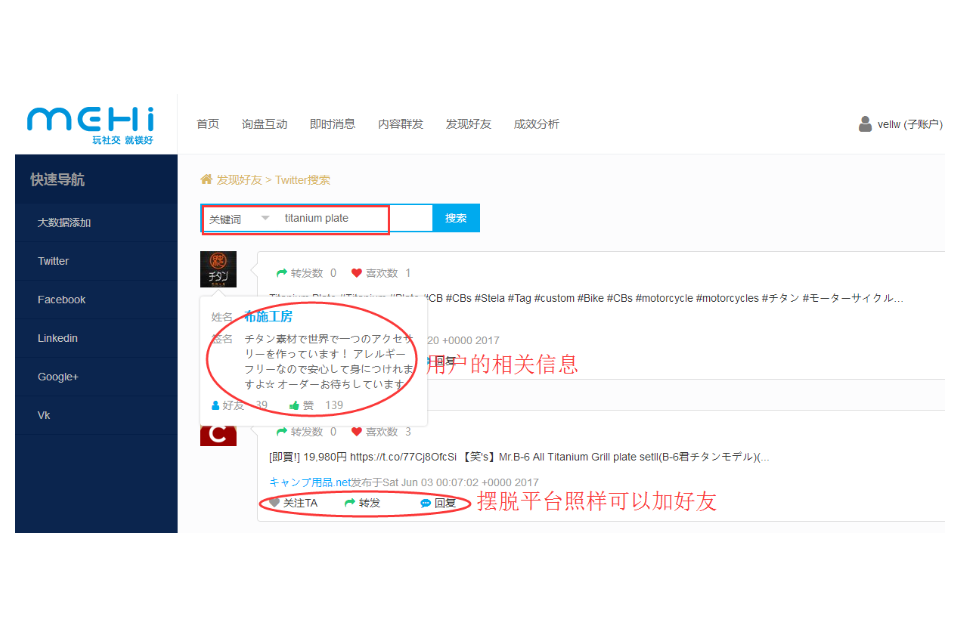 MEHi
玩社交 就镁好
首页 询盘互动 即时消息 内容群发 发现好友 成效分析
vellw (子账户)
快速导航
大数据添加
Twitter
Facebook
Linkedin
Google+
Vk
发现好友 > Twitter搜索
关键词 titanium plate 搜索
チタン
转发数 0 喜欢数 1
#CB #CBs #Stela #Tag #custom #Bike #CBs #motorcycle #motorcycles #チタン #モーターサイクル...
姓名 布施工房
签名 チタン素材で世界で一つのアクセサ
リーを作っています！ アレルギー
フリーなので安心して身につけれま
すよ☆ オーダーお待ちしています
好友 39 赞 139
20 +0000 2017
回复
用户的相关信息
C
转发数 0 喜欢数 3
[即買!] 19,980円 https://t.co/77Cj8OfcSi 【笑's】Mr.B-6 All Titanium Grill plate setII(B-6君チタンモデル)(...
キャンプ用品.net发布于Sat Jun 03 00:07:02 +0000 2017
关注TA 转发 回复
摆脱平台照样可以加好友